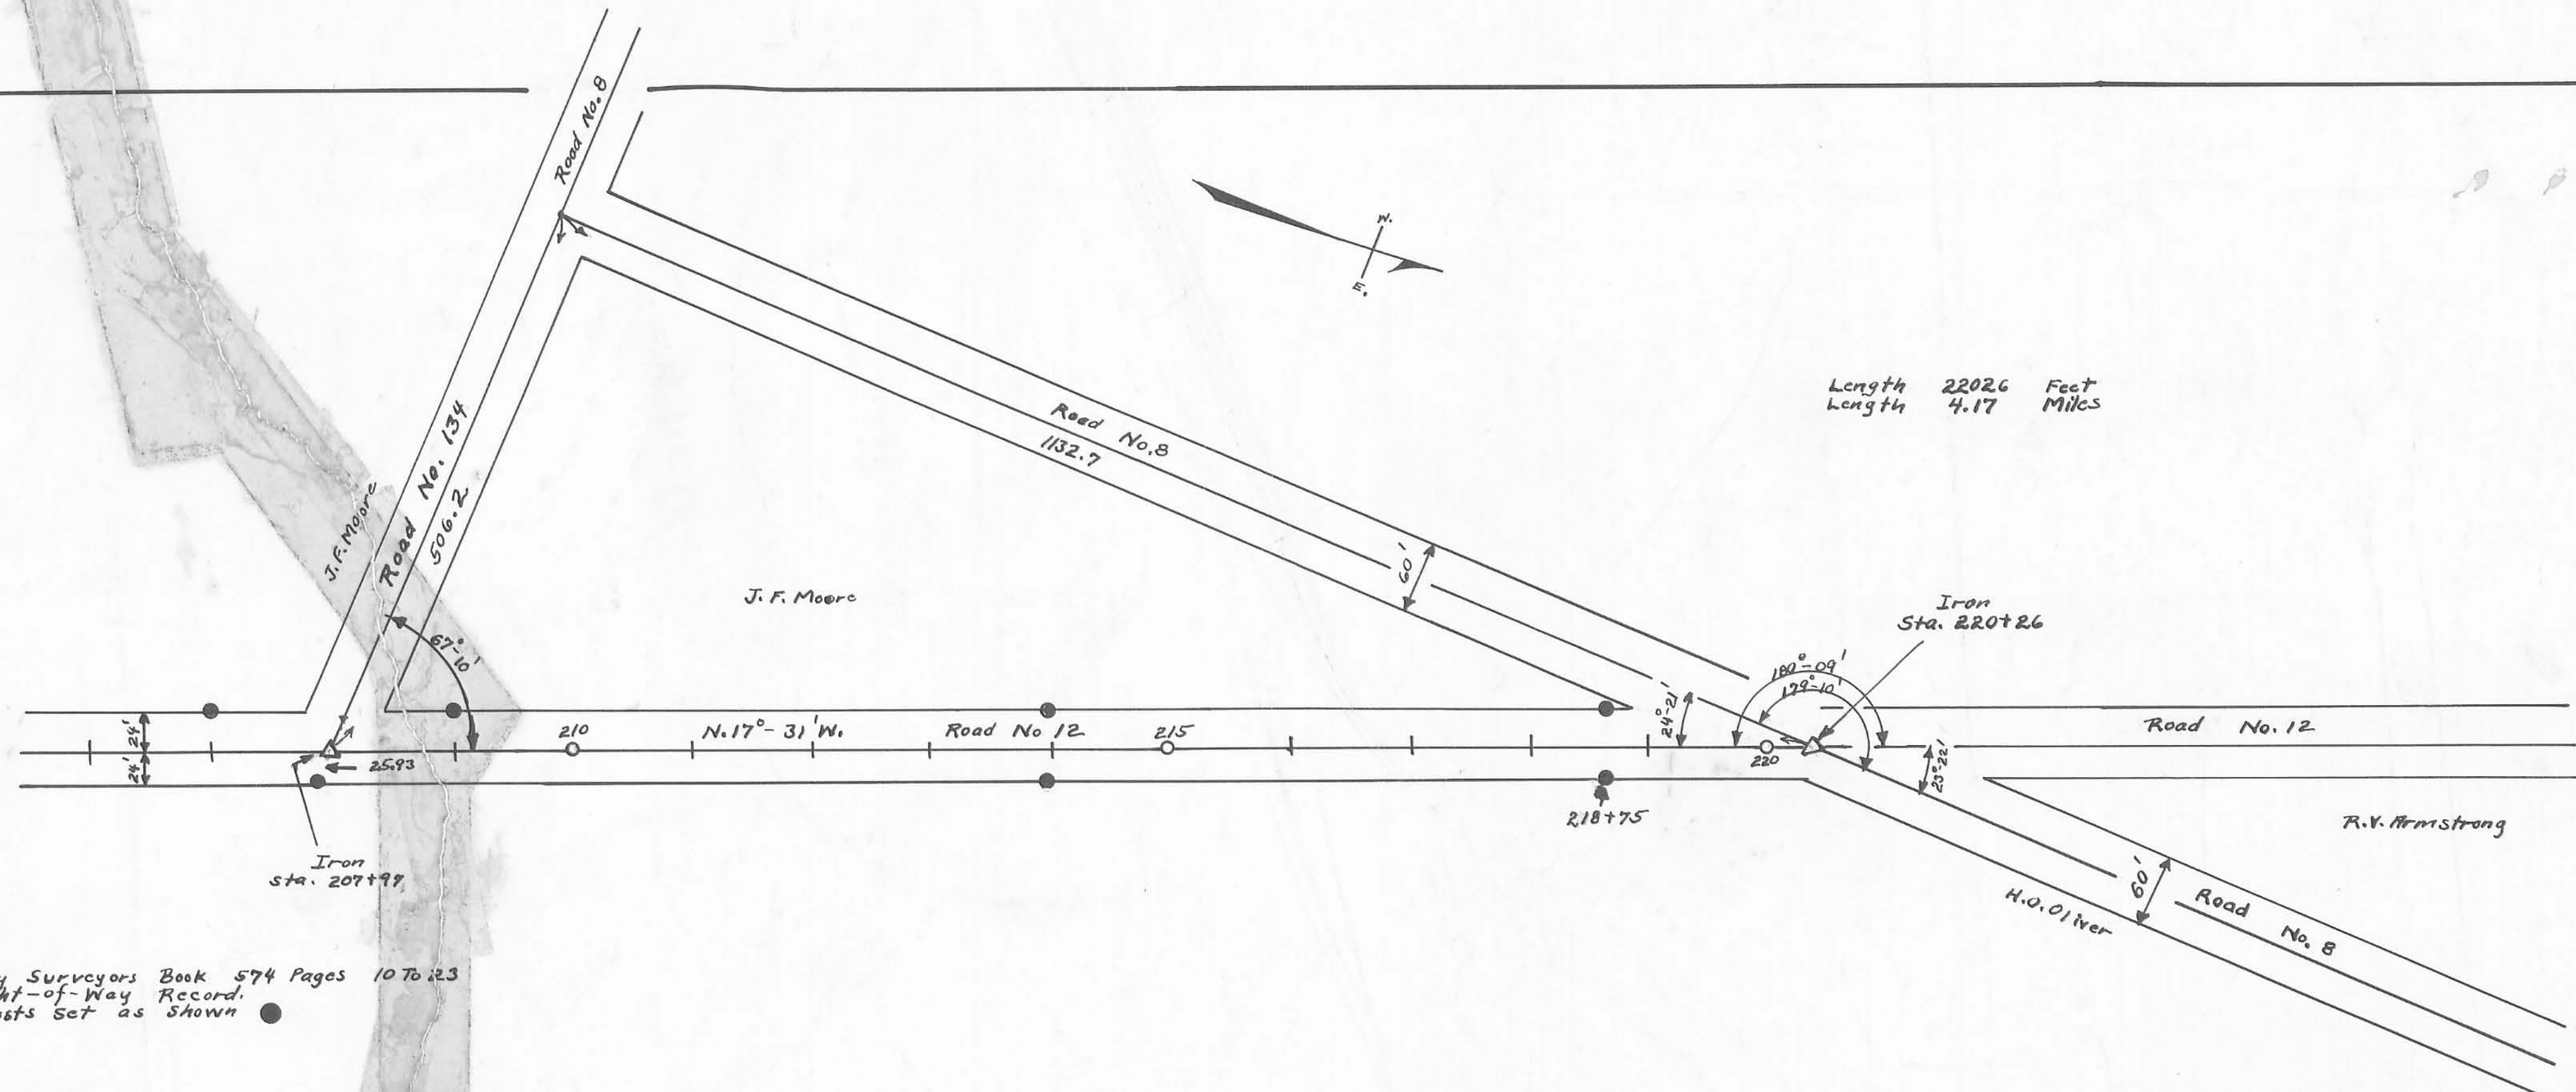 Road No. 8
W.
E.
Length 22026 Feet
Length 4.17 Miles
Road No. 8
1132.7
Road No. 134
506.2
J.F. Moore
J. F. Moore
60'
Iron
Sta. 220+26
67°-10'
179°-10'
24°-21'
24'
24'
210
N. 17°-31' W.
Road No 12
215
220
Road No. 12
25.93
23°-22'
218+75
R.V. Armstrong
Iron
Sta. 207+97
60'
H.O. Oliver
Road No. 8
Surveyors Book 574 Pages 10 To 23
ht-of-Way Record.
sts Set as Shown